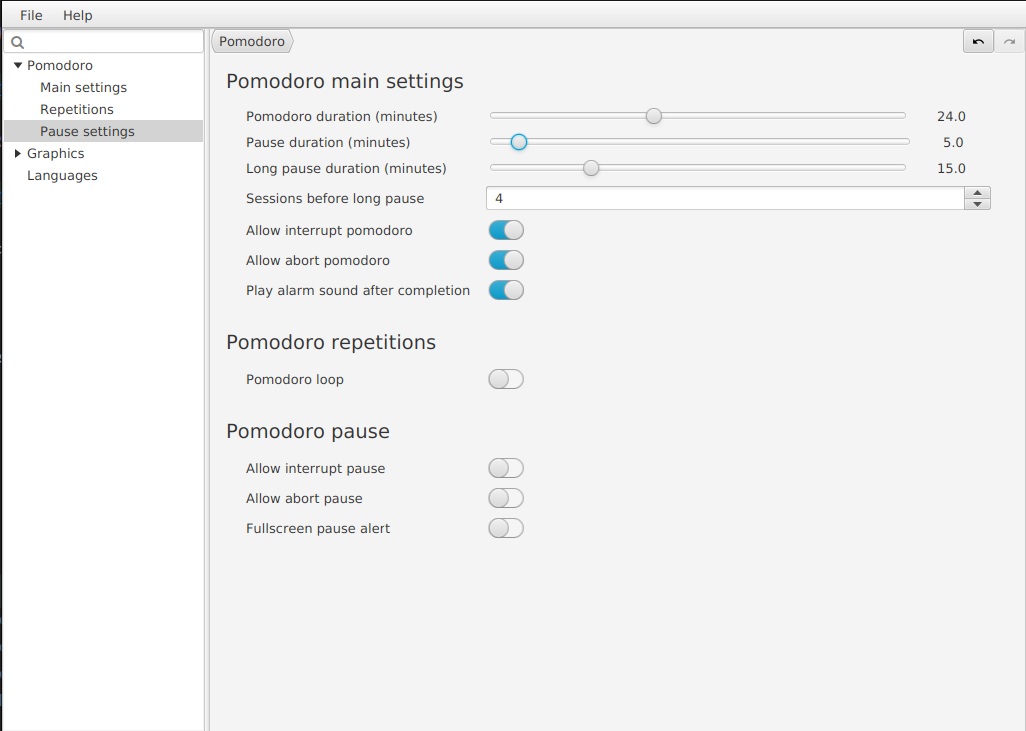 File Help
Pomodoro
Main settings
Repetitions
Pause settings
Graphics
Languages
Pomodoro
Pomodoro main settings
Pomodoro duration (minutes) 24.0
Pause duration (minutes) 5.0
Long pause duration (minutes) 15.0
Sessions before long pause 4
Allow interrupt pomodoro
Allow abort pomodoro
Play alarm sound after completion
Pomodoro repetitions
Pomodoro loop
Pomodoro pause
Allow interrupt pause
Allow abort pause
Fullscreen pause alert